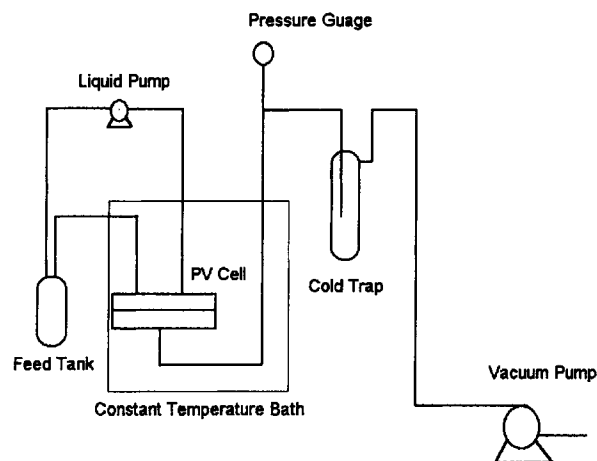 Pressure Guage
Liquid Pump
PV Cell
Cold Trap
Feed Tank
Vacuum Pump
Constant Temperature Bath